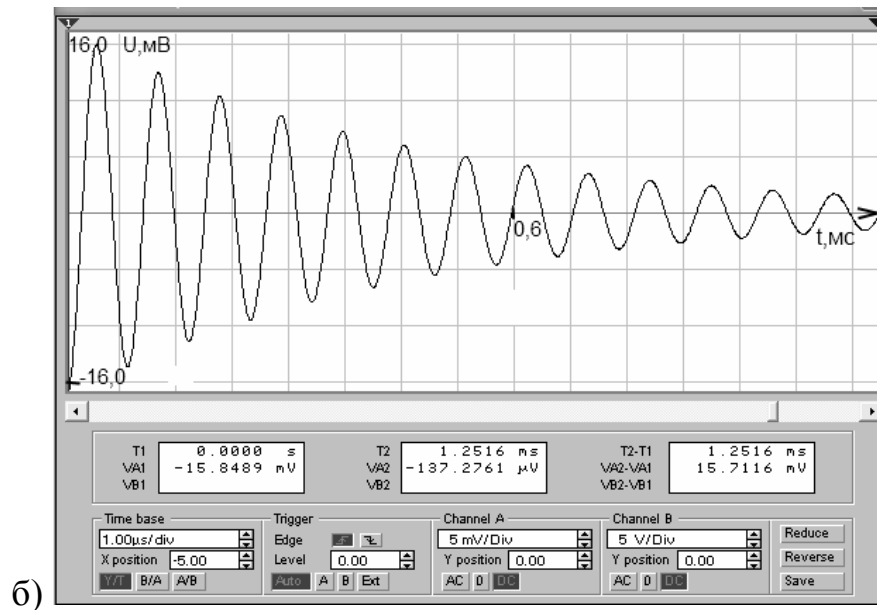 1
16,0 U,мВ
0,6
t,мс
-16,0
T1 0.0000 s
VA1 -15.8489 mV
VB1
T2 1.2516 ms
VA2 -137.2761 μV
VB2
T2-T1 1.2516 ms
VA2-VA1 15.7116 mV
VB2-VB1
Time base
1.00μs/div
X position -5.00
Y/T B/A A/B
Trigger
Edge
Level 0.00
Auto A B Ext
Channel A
5 mV/Div
Y position 0.00
AC 0 DC
Channel B
5 V/Div
Y position 0.00
AC 0 DC
Reduce
Reverse
Save
б)